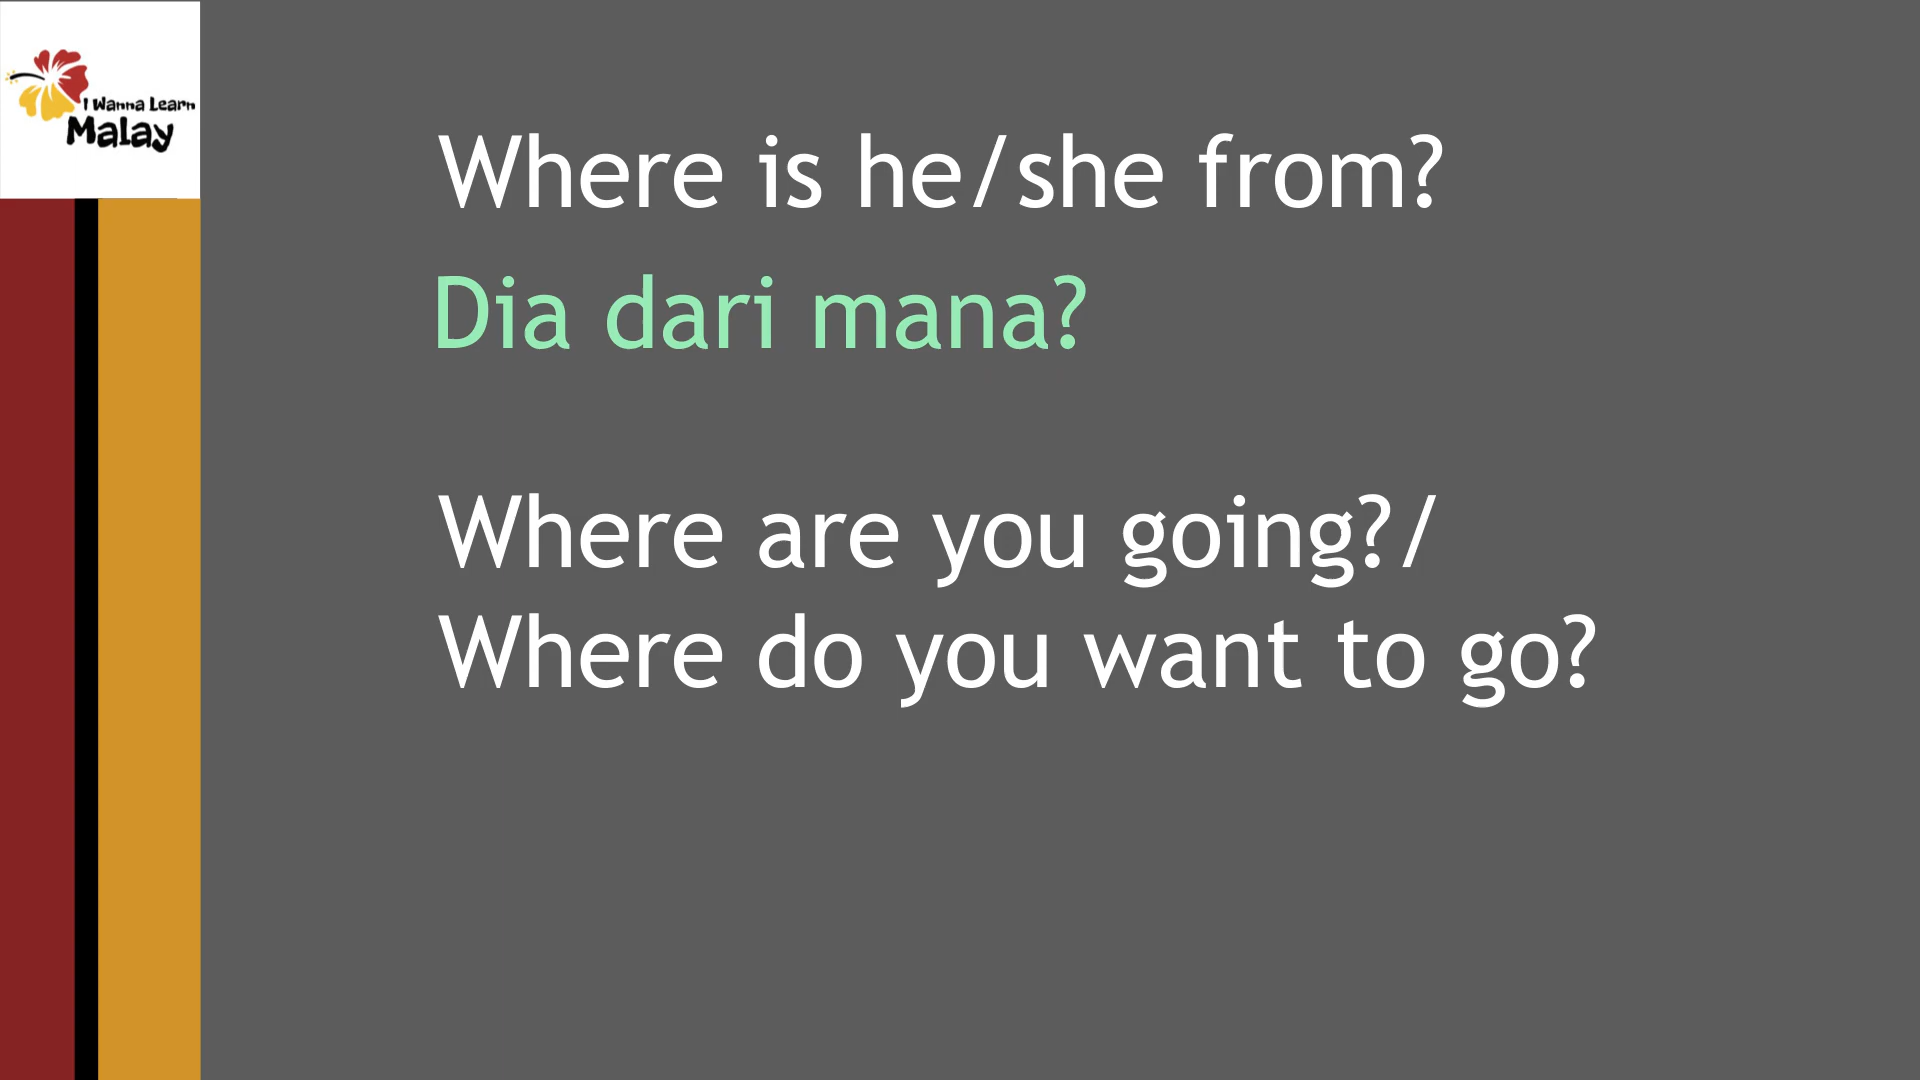 I Wanna Learn
Malay
Where is he/she from?
Dia dari mana?
Where are you going?/
Where do you want to go?